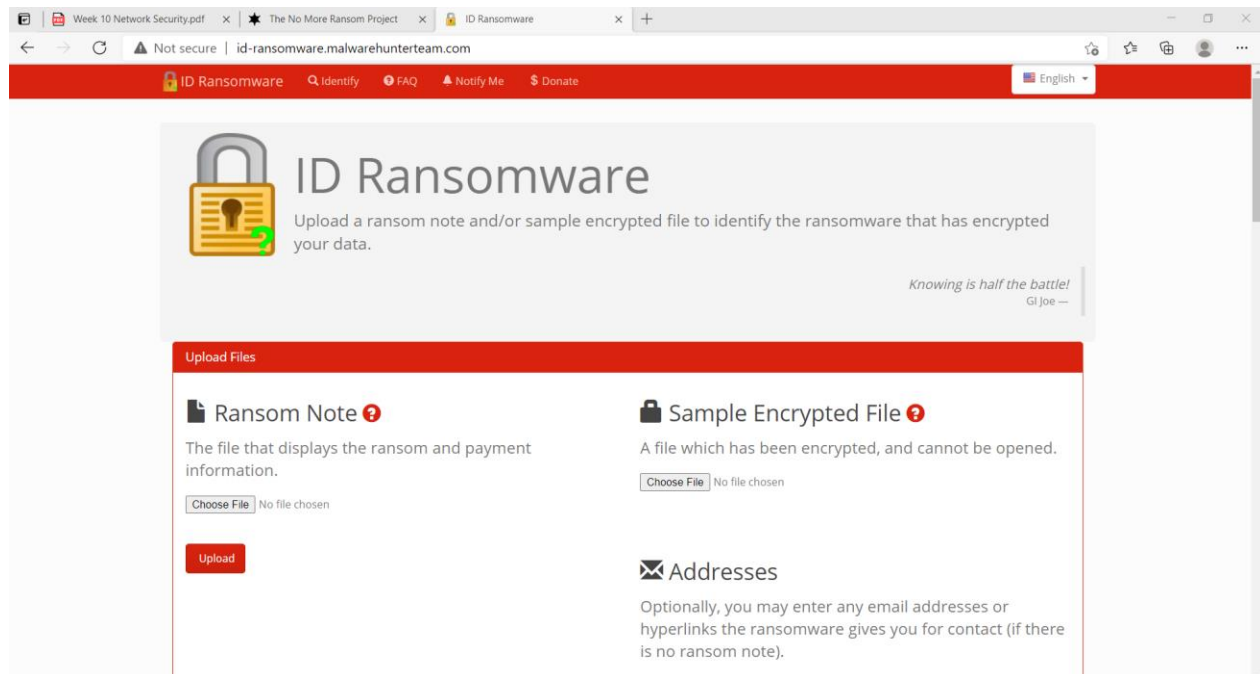 Week 10 Network Security.pdf
The No More Ransom Project
ID Ransomware
Not secure | id-ransomware.malwarehunterteam.com
ID Ransomware Identify FAQ Notify Me $ Donate
English
ID Ransomware
Upload a ransom note and/or sample encrypted file to identify the ransomware that has encrypted
your data.
Knowing is half the battle!
GI Joe —
Upload Files
Ransom Note
The file that displays the ransom and payment
information.
Choose File No file chosen
Upload
Sample Encrypted File
A file which has been encrypted, and cannot be opened.
Choose File No file chosen
Addresses
Optionally, you may enter any email addresses or
hyperlinks the ransomware gives you for contact (if there
is no ransom note).